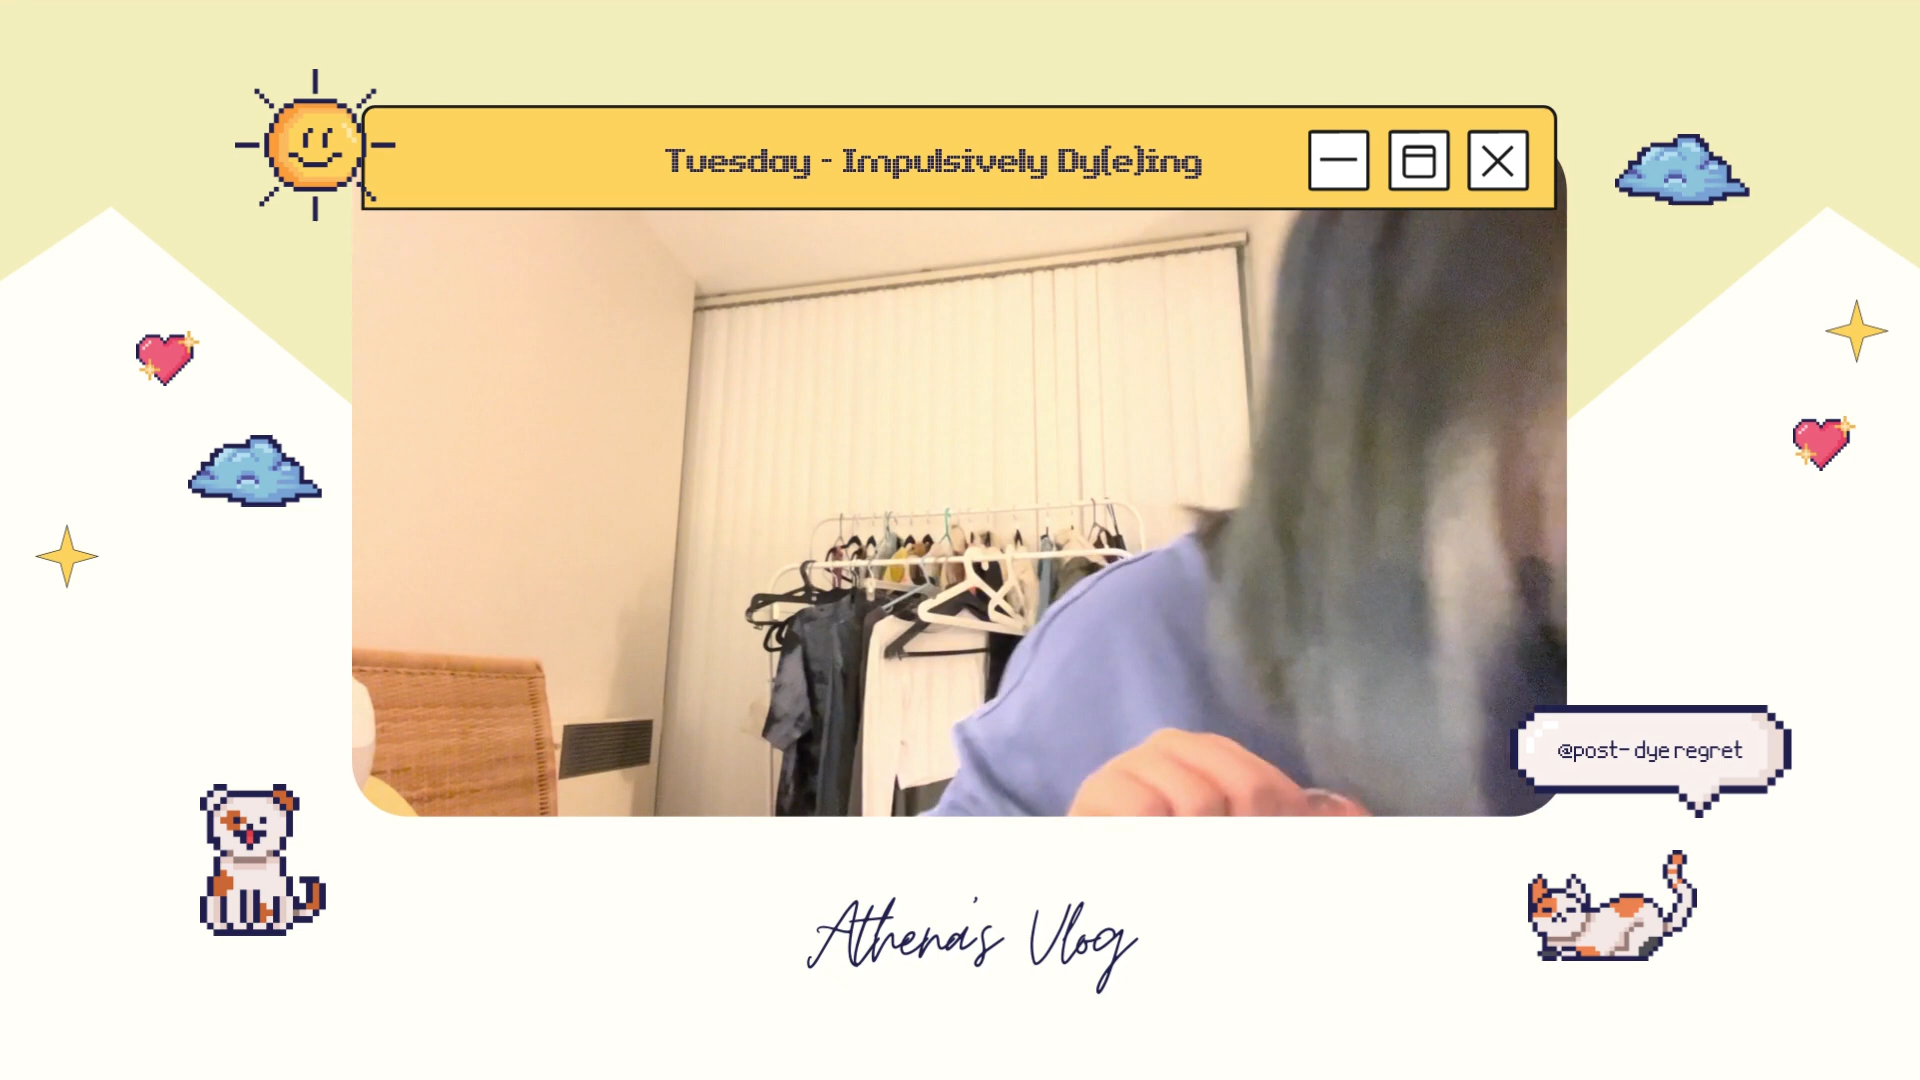 Tuesday - Impulsively Dy(e)ing
@post-dye regret
Athena's Vlog